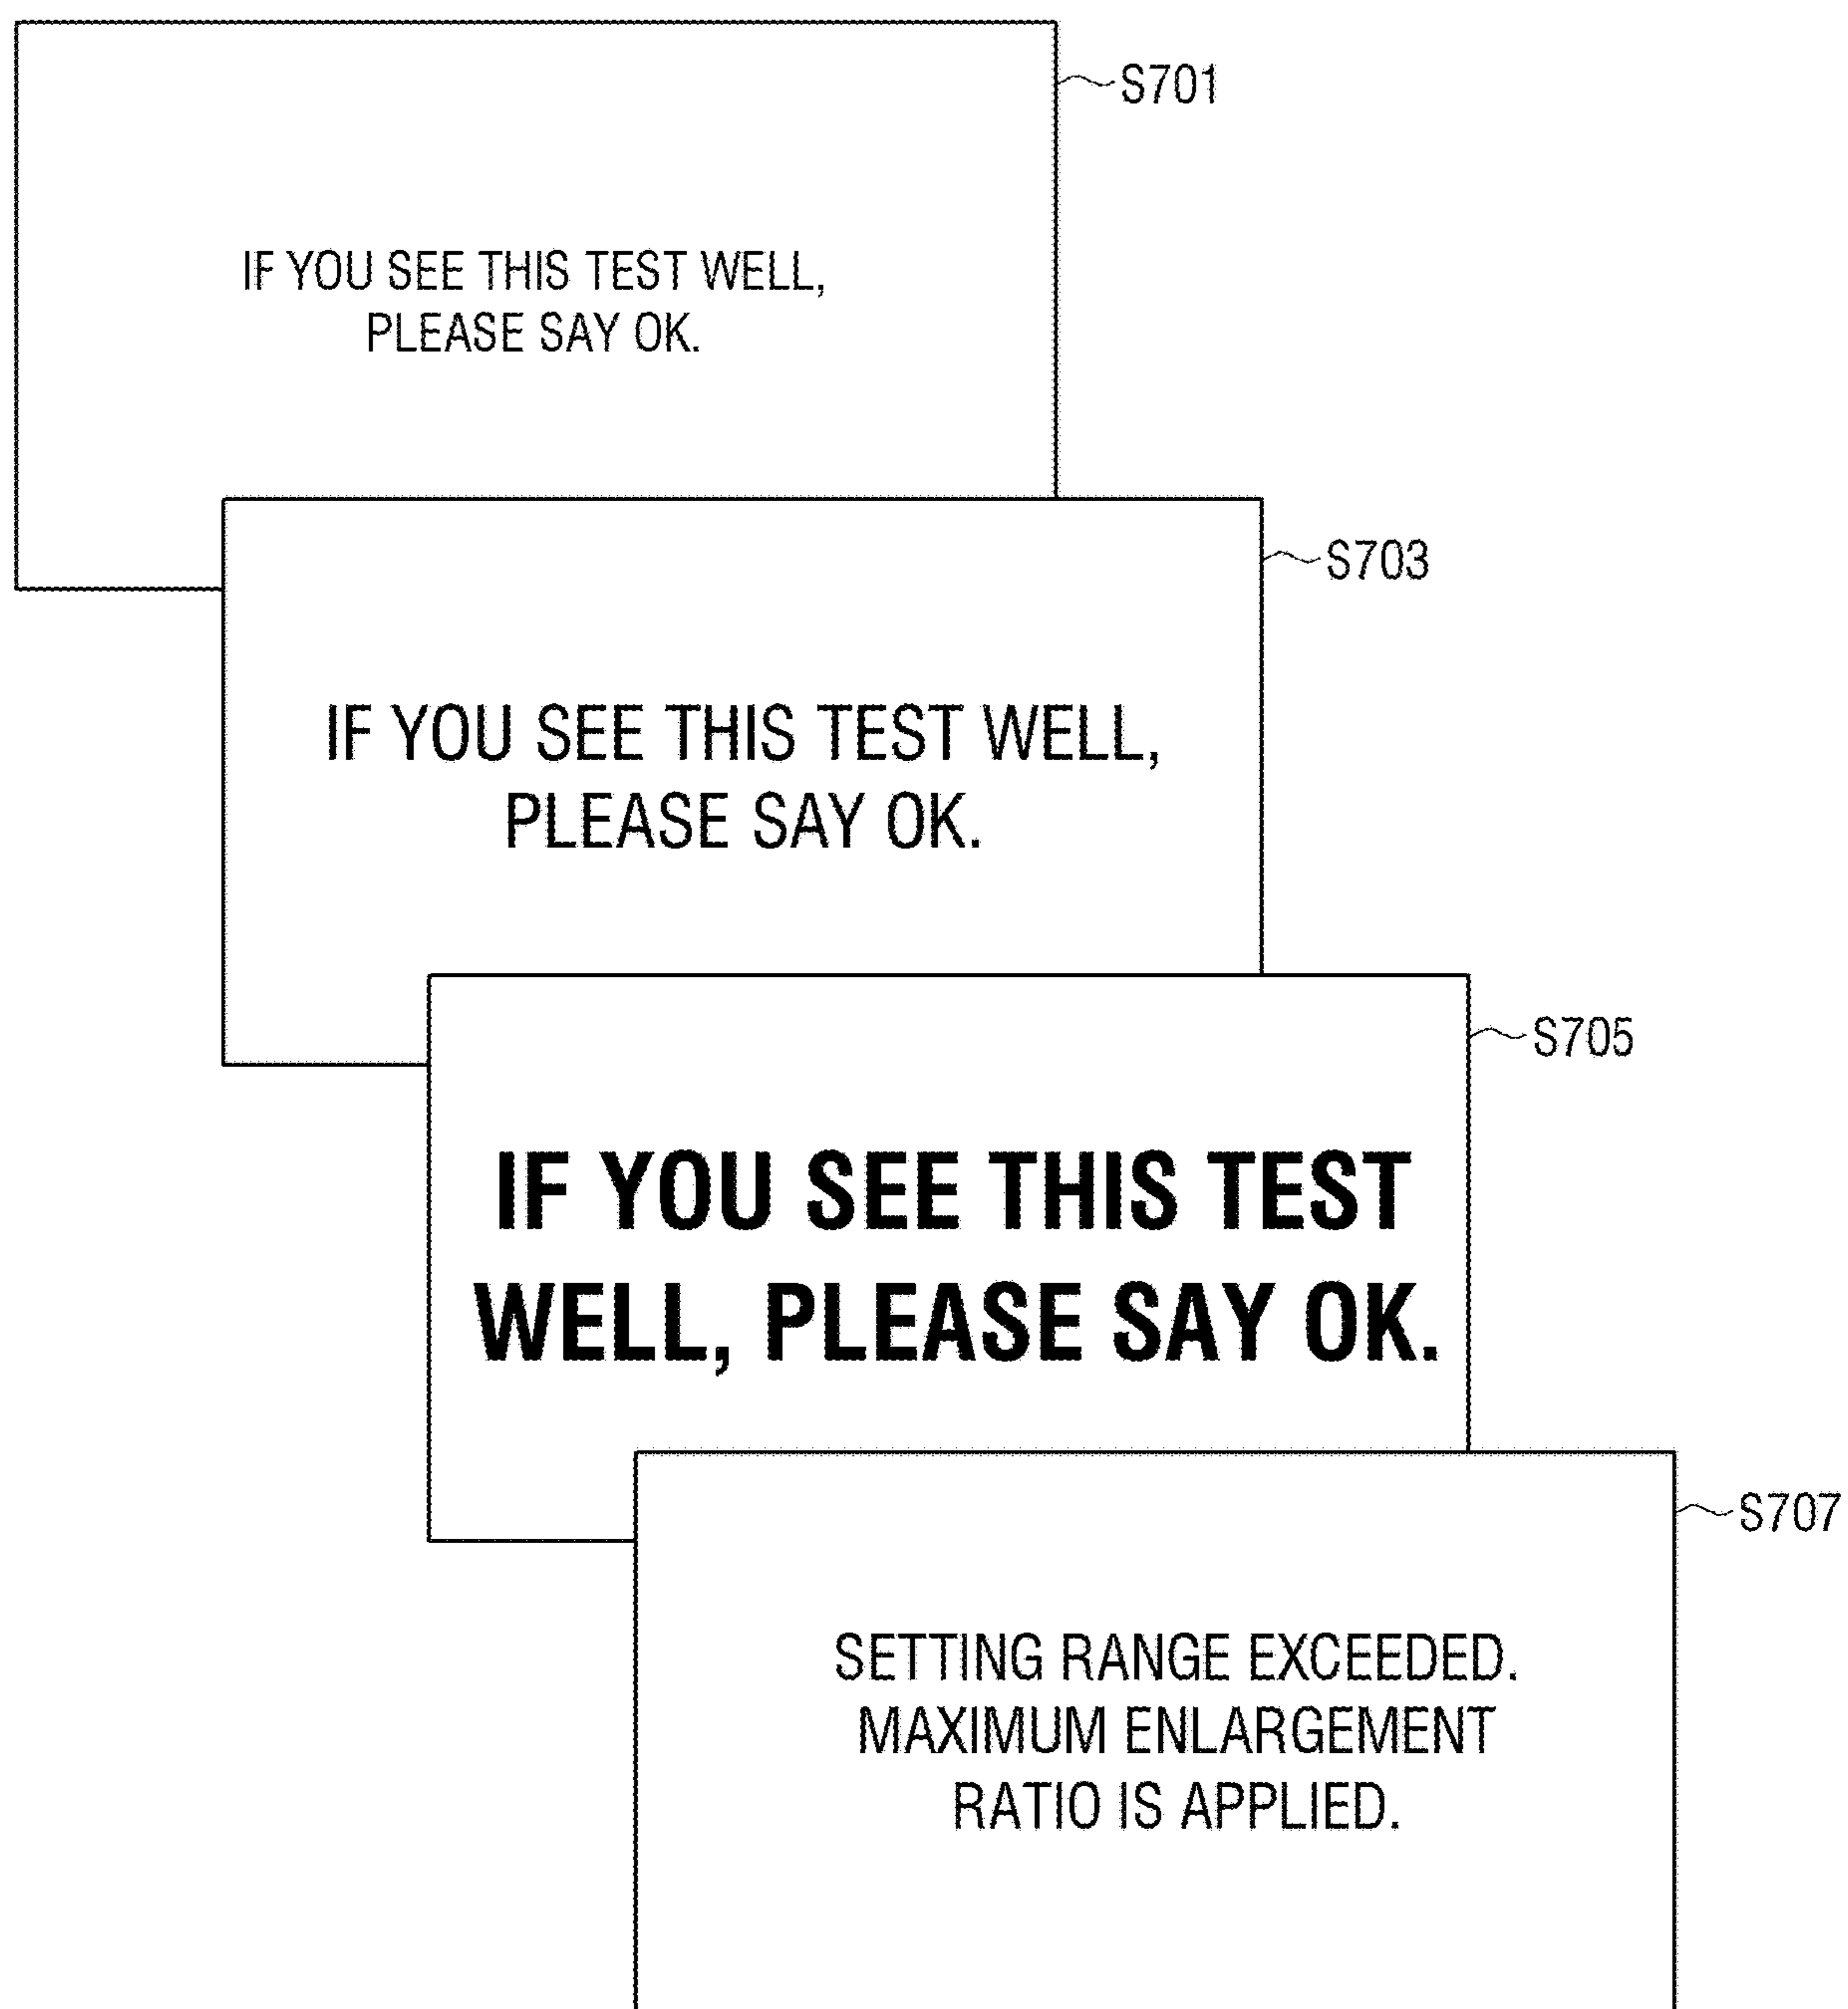 S701
IF YOU SEE THIS TEST WELL,
PLEASE SAY OK.
S703
IF YOU SEE THIS TEST WELL,
PLEASE SAY OK.
S705
IF YOU SEE THIS TEST
WELL, PLEASE SAY OK.
S707
SETTING RANGE EXCEEDED.
MAXIMUM ENLARGEMENT
RATIO IS APPLIED.